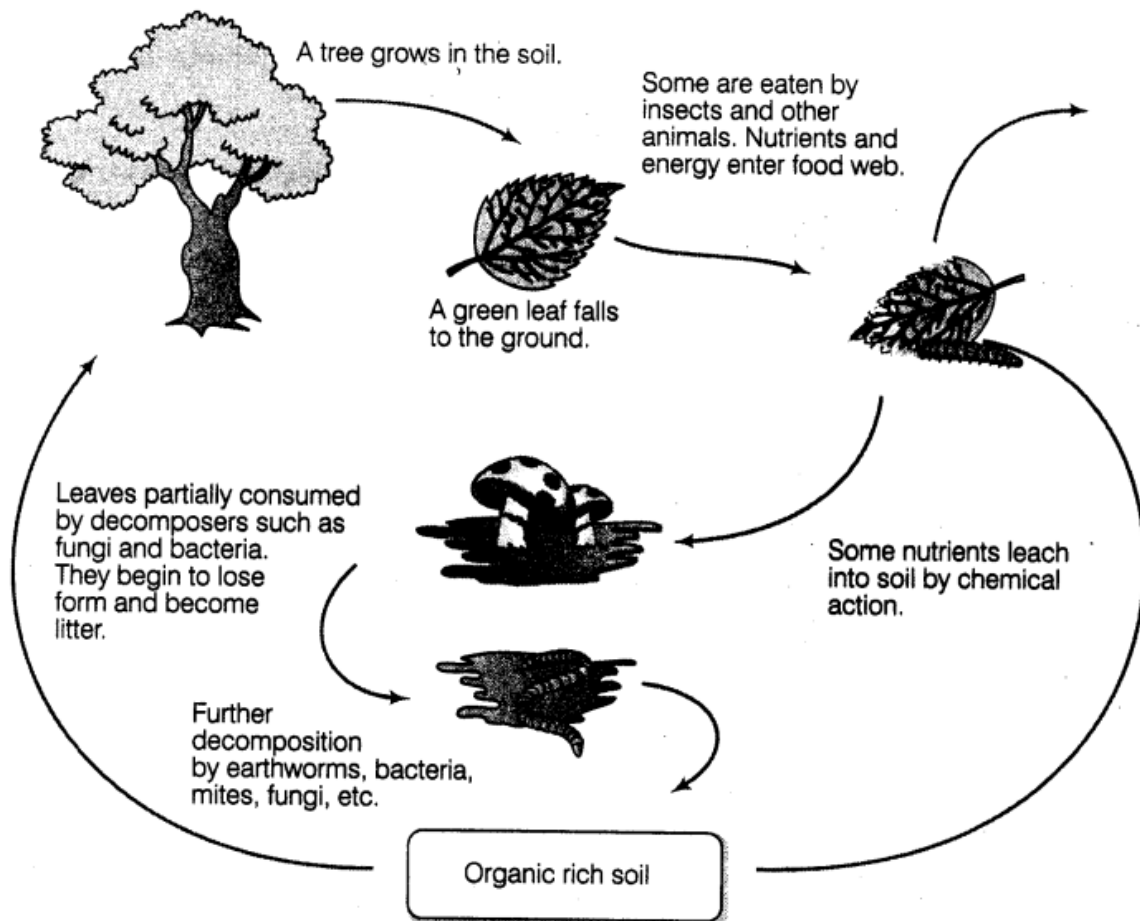 A tree grows in the soil.
Some are eaten by
insects and other
animals. Nutrients and
energy enter food web.
A green leaf falls
to the ground.
Leaves partially consumed
by decomposers such as
fungi and bacteria.
They begin to lose
form and become
litter.
Some nutrients leach
into soil by chemical
action.
Further
decomposition
by earthworms, bacteria,
mites, fungi, etc.
Organic rich soil